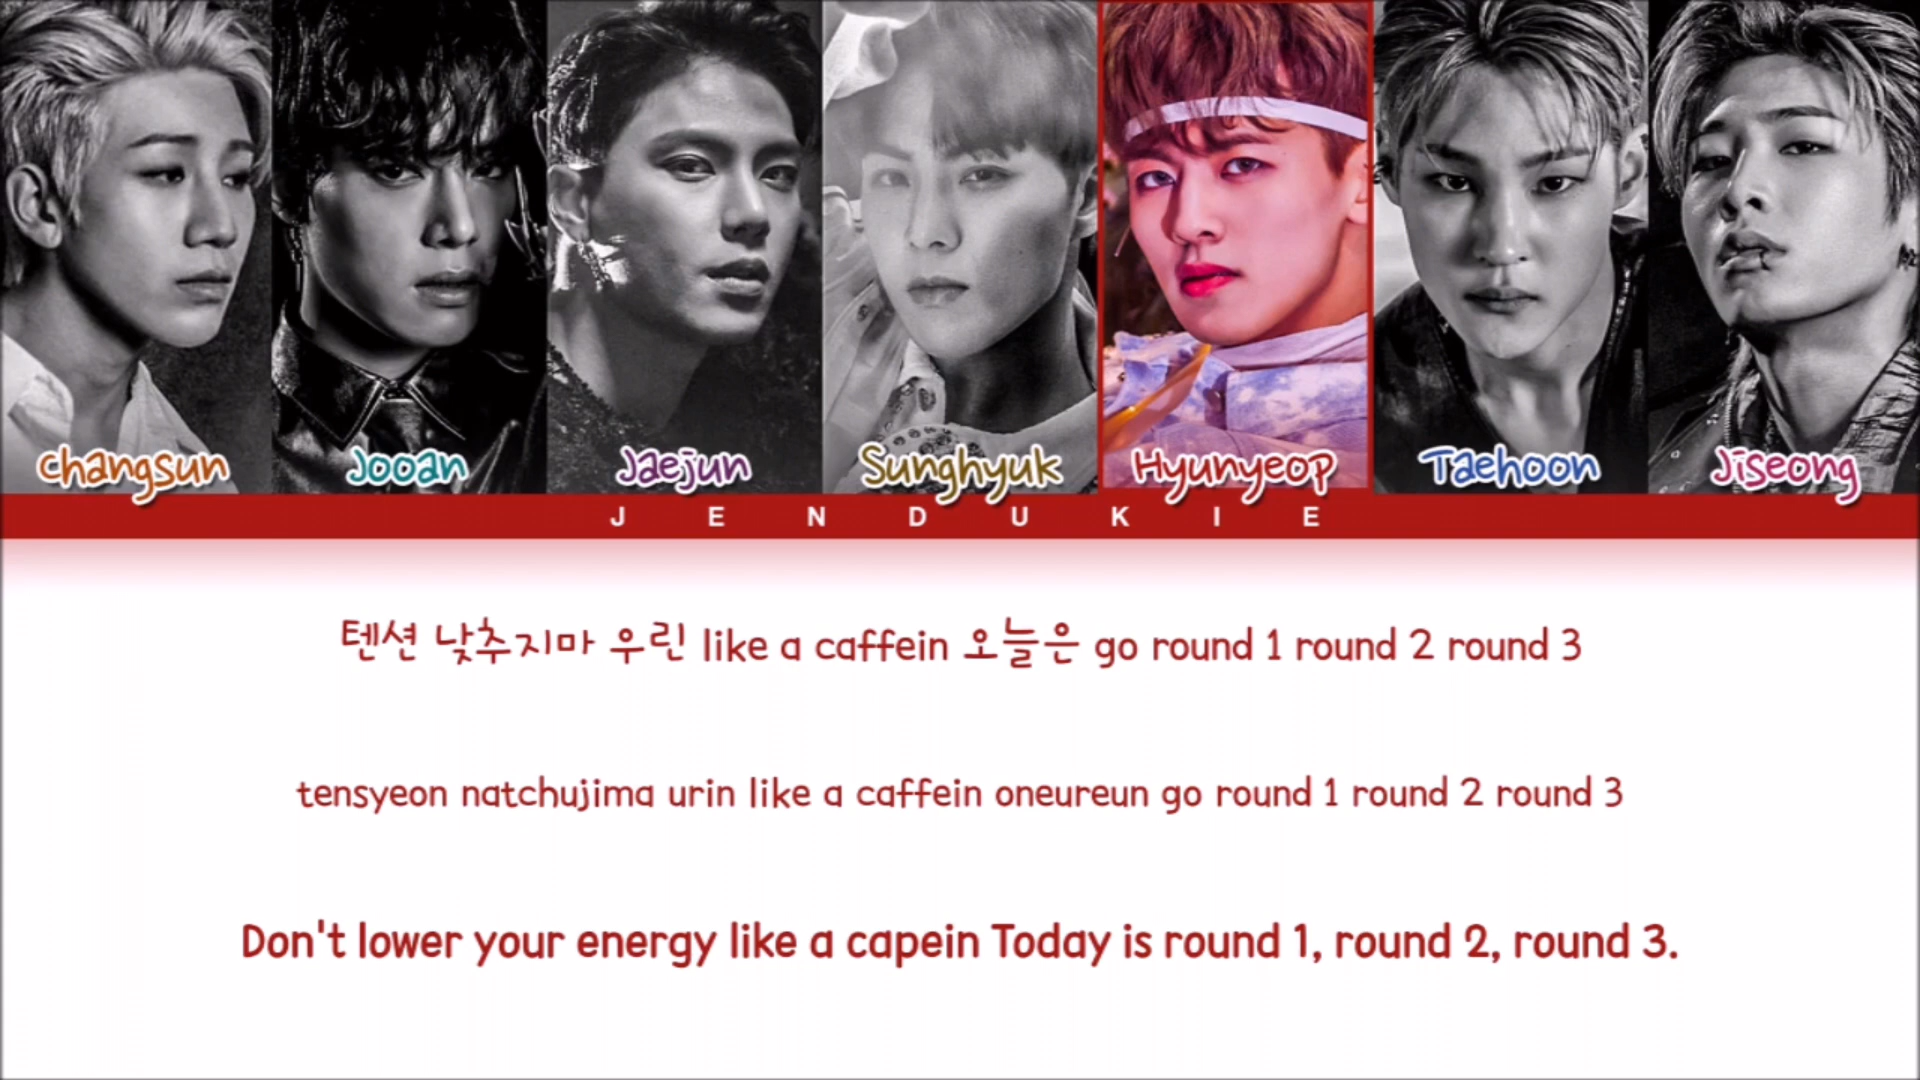 changsun Jooan Jaejun Sunghyuk Hyunyeop Taehoon Jiseong
JENDUKIE
텐션 낮추지마 우린 like a caffein 오늘은 go round 1 round 2 round 3
tensyeon natchujima urin like a caffein oneureun go round 1 round 2 round 3
Don't lower your energy like a capein Today is round 1, round 2, round 3.